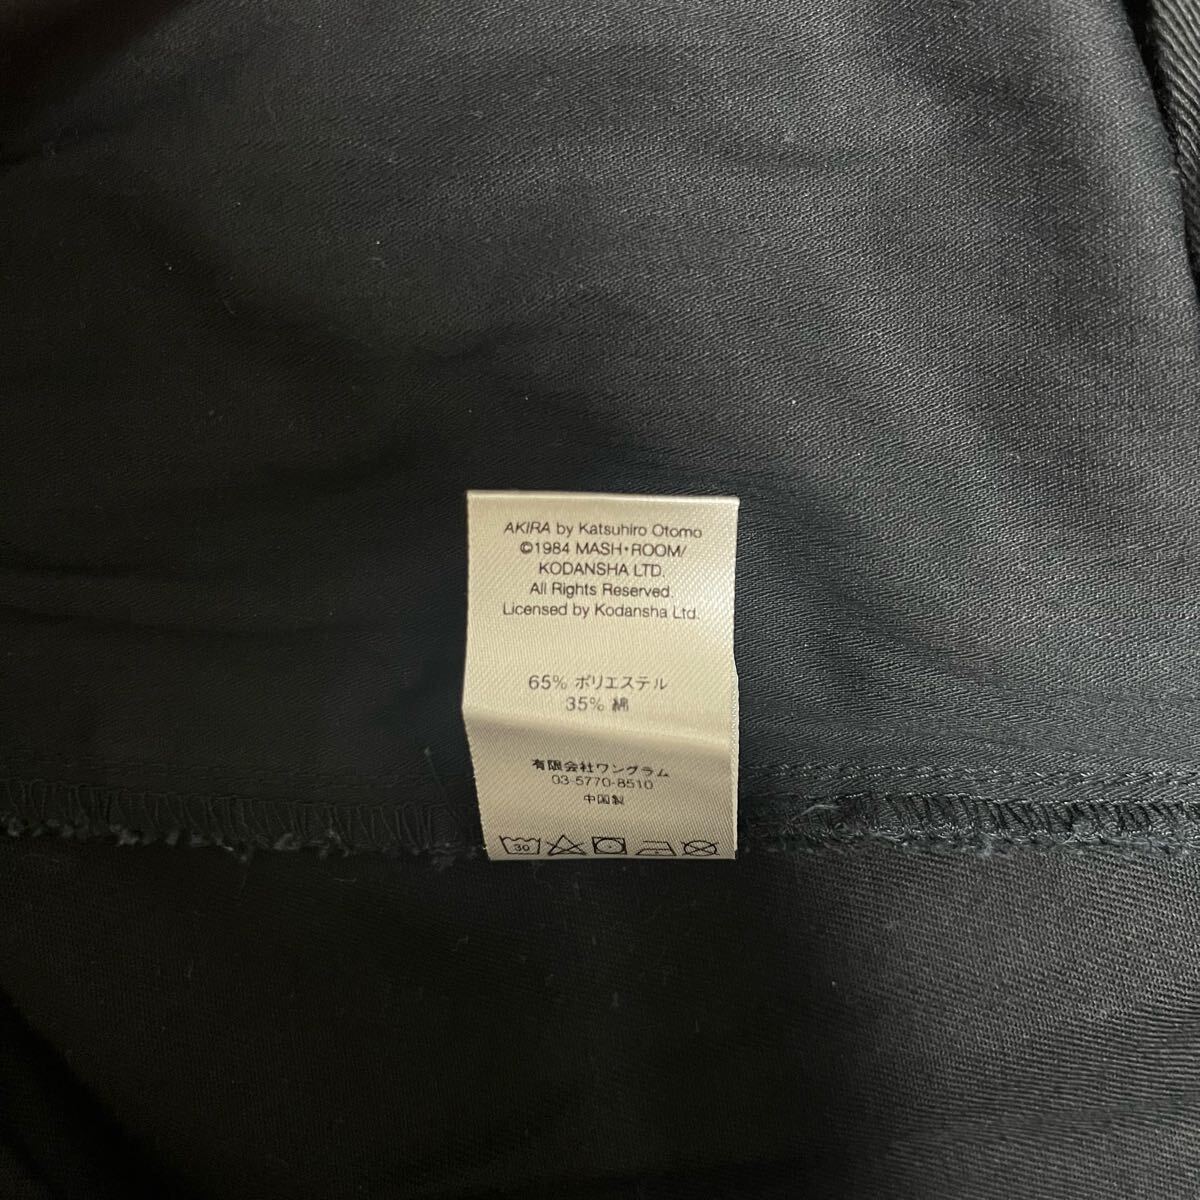 AKIRA by Katsuhiro Otomo
©1984 MASH・ROOM/
KODANSHA LTD.
All Rights Reserved.
Licensed by Kodansha Ltd.
65% ポリエステル
35% 綿
有限会社ワングラム
03-5770-8510
中国製
30